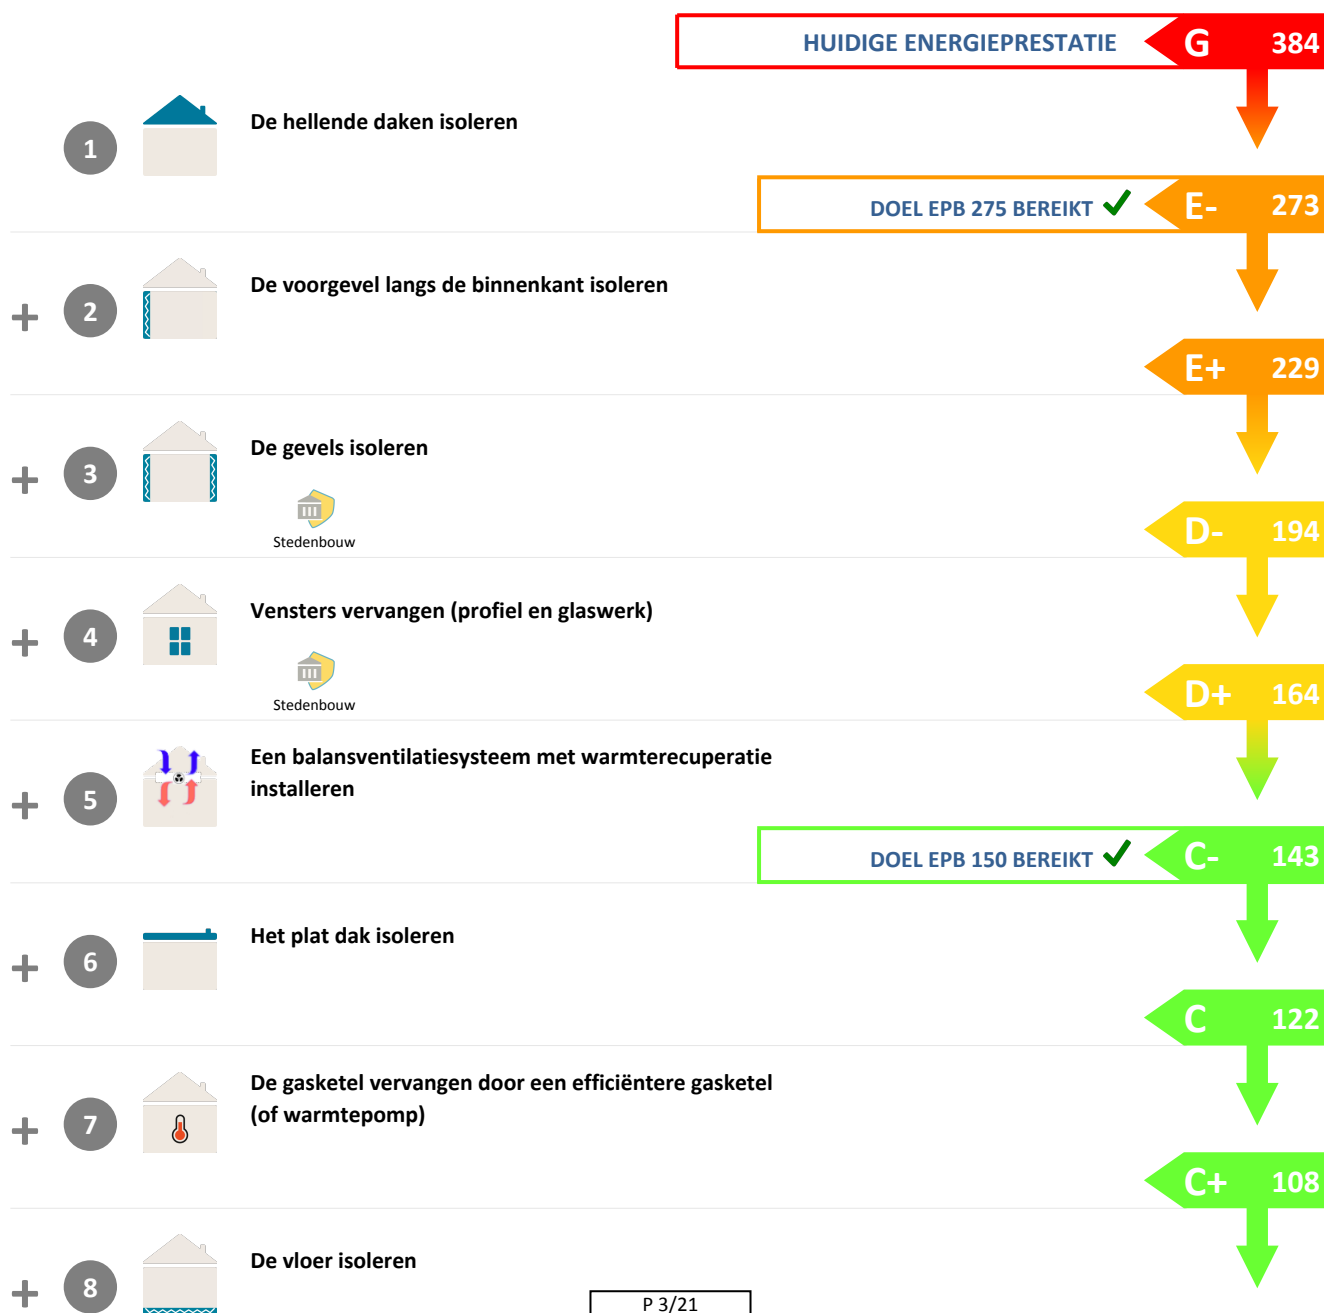 HUIDIGE ENERGIEPRESTATIE G 384
1 De hellende daken isoleren
DOEL EPB 275 BEREIKT ✓ E- 273
+ 2 De voorgevel langs de binnenkant isoleren
E+ 229
+ 3 De gevels isoleren
Stedenbouw
D- 194
+ 4 Vensters vervangen (profiel en glaswerk)
Stedenbouw
D+ 164
Een balansventilatiesysteem met warmterecuperatie
+ 5 installeren
DOEL EPB 150 BEREIKT ✓ C- 143
+ 6 Het plat dak isoleren
C 122
De gasketel vervangen door een efficiëntere gasketel
+ 7 (of warmtepomp)
C+ 108
+ 8 De vloer isoleren
P 3/21